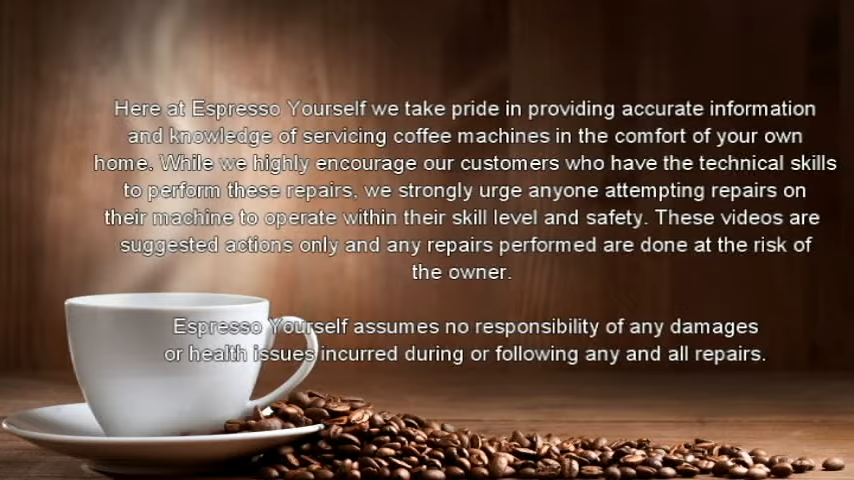 Here at Espresso Yourself we take pride in providing accurate information
and knowledge of servicing coffee machines in the comfort of your own
home. While we highly encourage our customers who have the technical skills
to perform these repairs, we strongly urge anyone attempting repairs on
their machine to operate within their skill level and safety. These videos are
suggested actions only and any repairs performed are done at the risk of
the owner.
Espresso Yourself assumes no responsibility of any damages
or health issues incurred during or following any and all repairs.